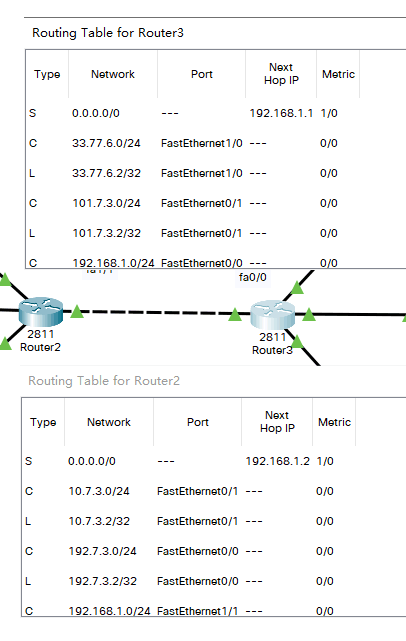 Routing Table for Router3
Type Network Port Next Hop IP Metric
S 0.0.0.0/0 --- 192.168.1.1 1/0
C 33.77.6.0/24 FastEthernet1/0 --- 0/0
L 33.77.6.2/32 FastEthernet1/0 --- 0/0
C 101.7.3.0/24 FastEthernet0/1 --- 0/0
L 101.7.3.2/32 FastEthernet0/1 --- 0/0
C 192.168.1.0/24 FastEthernet0/0 --- 0/0
fa1/1 fa0/0
2811 2811
Router2 Router3
Routing Table for Router2
Type Network Port Next Hop IP Metric
S 0.0.0.0/0 --- 192.168.1.2 1/0
C 10.7.3.0/24 FastEthernet0/1 --- 0/0
L 10.7.3.2/32 FastEthernet0/1 --- 0/0
C 192.7.3.0/24 FastEthernet0/0 --- 0/0
L 192.7.3.2/32 FastEthernet0/0 --- 0/0
C 192.168.1.0/24 FastEthernet1/1 --- 0/0